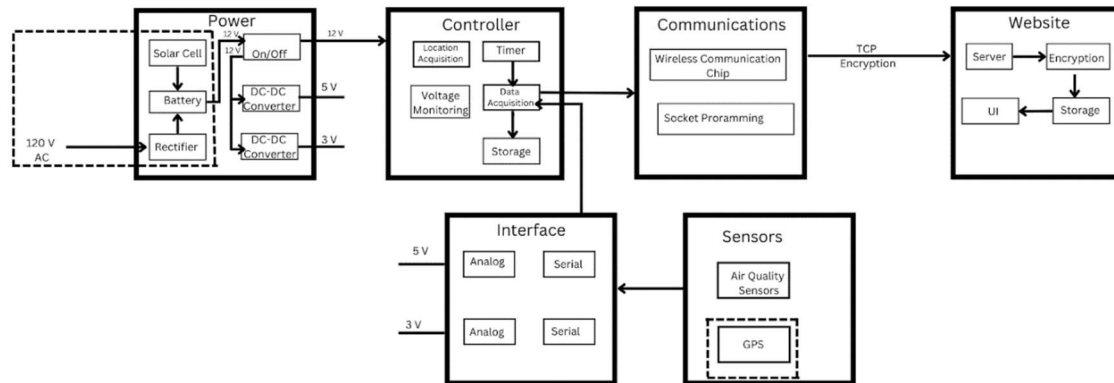 Power
Solar Cell
Battery
Rectifier
120 V
AC
12 V
12 V
On/Off
DC-DC
Converter
DC-DC
Converter
12 V
5 V
3 V
Controller
Location
Acquisition
Timer
Voltage
Monitoring
Data
Acquisition
Storage
Communications
Wireless Communication
Chip
Socket Proramming
TCP
Encryption
Website
Server
Encryption
UI
Storage
Interface
5 V
Analog
Serial
3 V
Analog
Serial
Sensors
Air Quality
Sensors
GPS